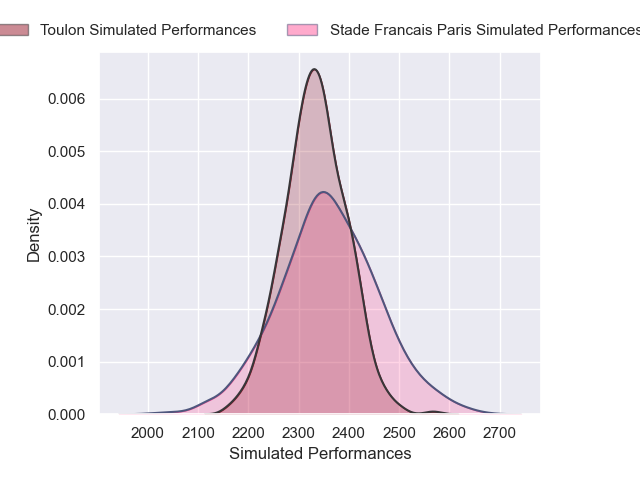 Toulon Simulated Performances Stade Francais Paris Simulated Performances
0.006
0.005
0.004
0.003
0.002
0.001
0.000
Density
2000 2100 2200 2300 2400 2500 2600 2700
Simulated Performances